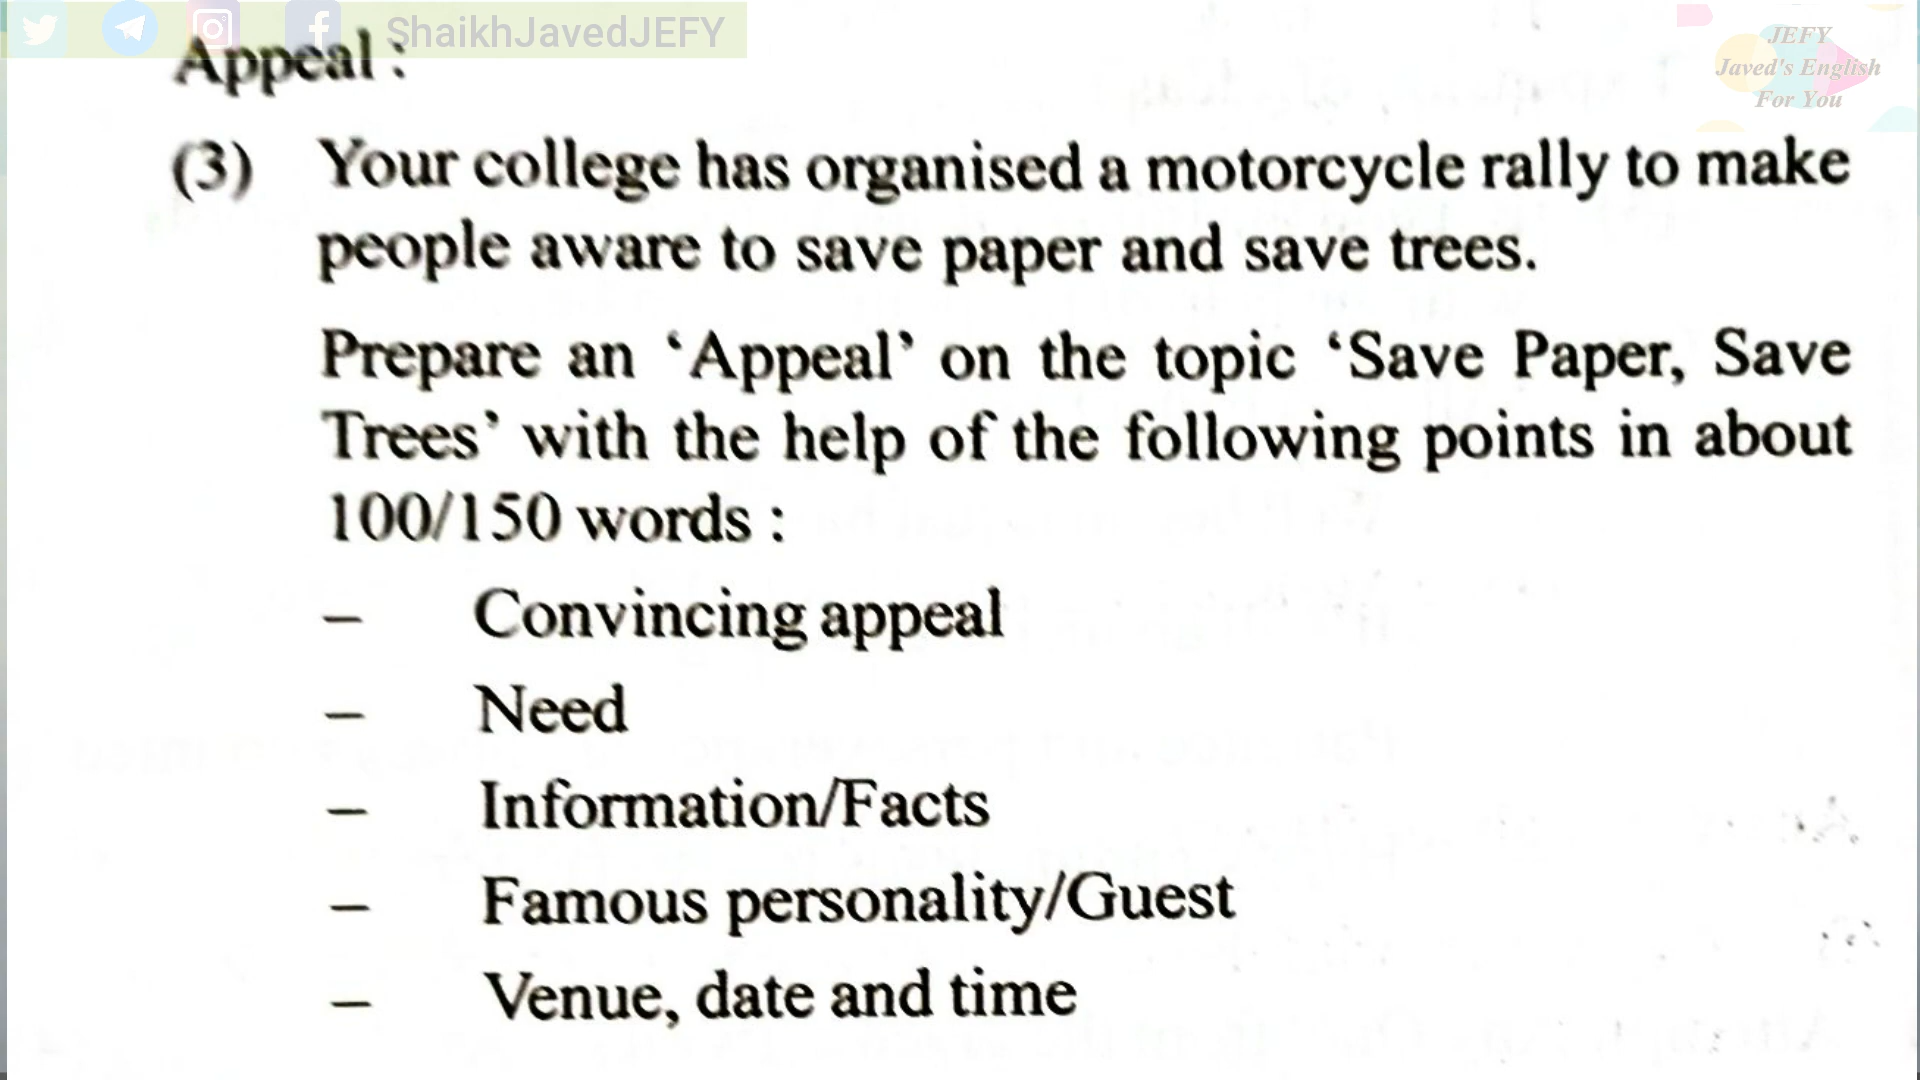 ShaikhJavedJEFY
JEFY
Javed's English
For You
Appeal :
(3) Your college has organised a motorcycle rally to make
people aware to save paper and save trees.
Prepare an ‘Appeal’ on the topic ‘Save Paper, Save
Trees’ with the help of the following points in about
100/150 words :
– Convincing appeal
– Need
– Information/Facts
– Famous personality/Guest
– Venue, date and time